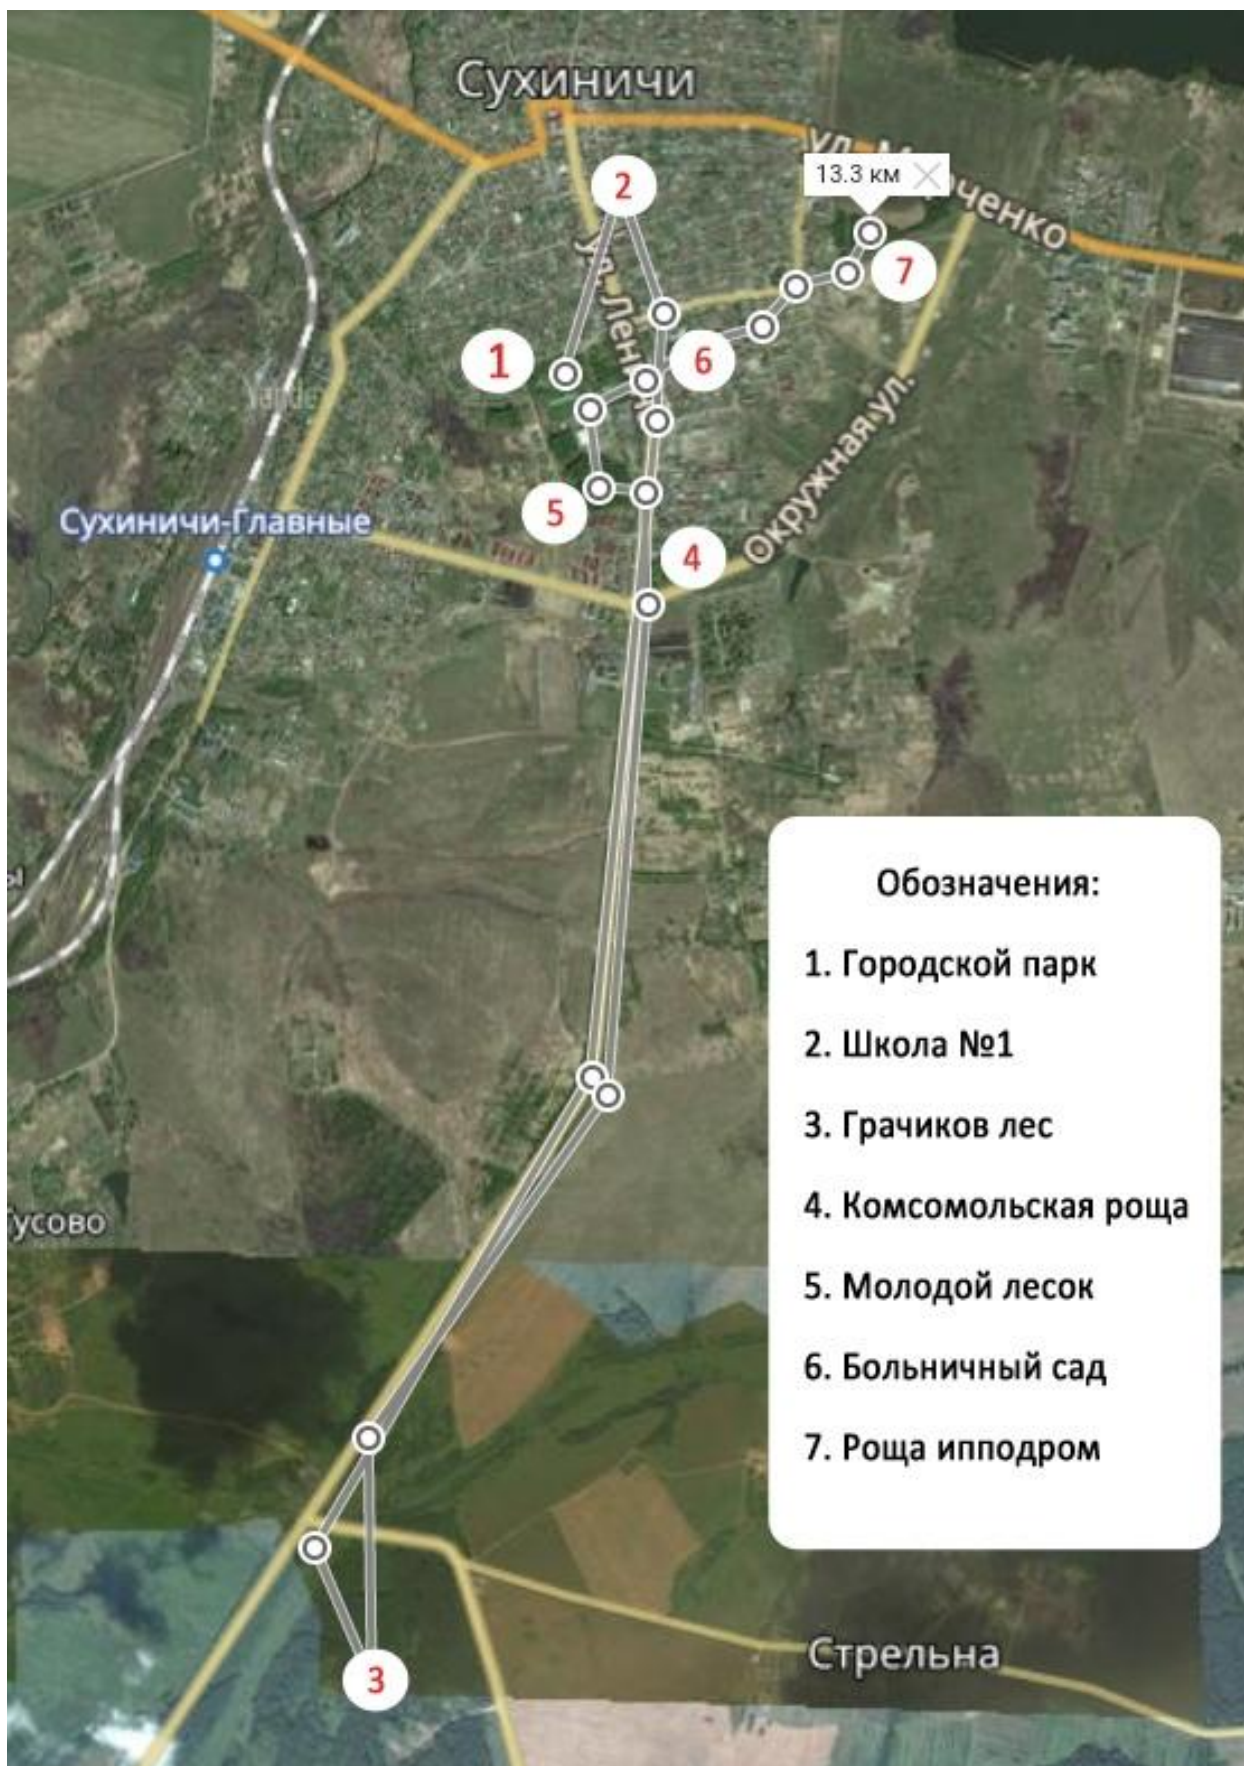 Сухиничи
2
13.3 км
ченко
ул. Лени
7
1
6
Окружная ул.
Сухиничи-Главные
5
4
Обозначения:
1. Городской парк
2. Школа №1
3. Грачиков лес
4. Комсомольская роща
5. Молодой лесок
6. Больничный сад
7. Роща ипподром
усово
Стрельна
3